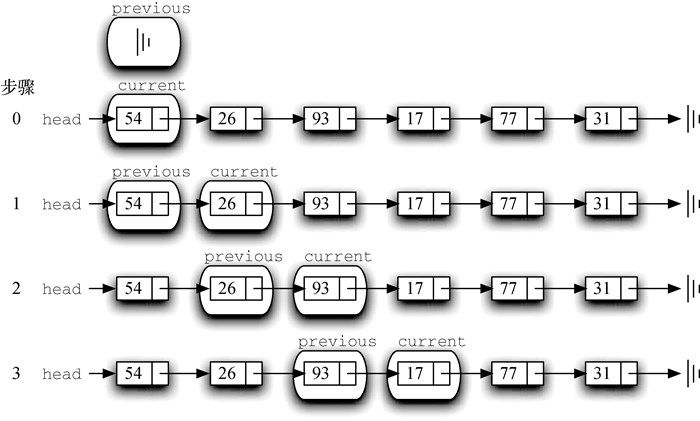 previous
步骤
current
0 head 54 26 93 17 77 31
previous current
1 head 54 26 93 17 77 31
previous current
2 head 54 26 93 17 77 31
previous current
3 head 54 26 93 17 77 31